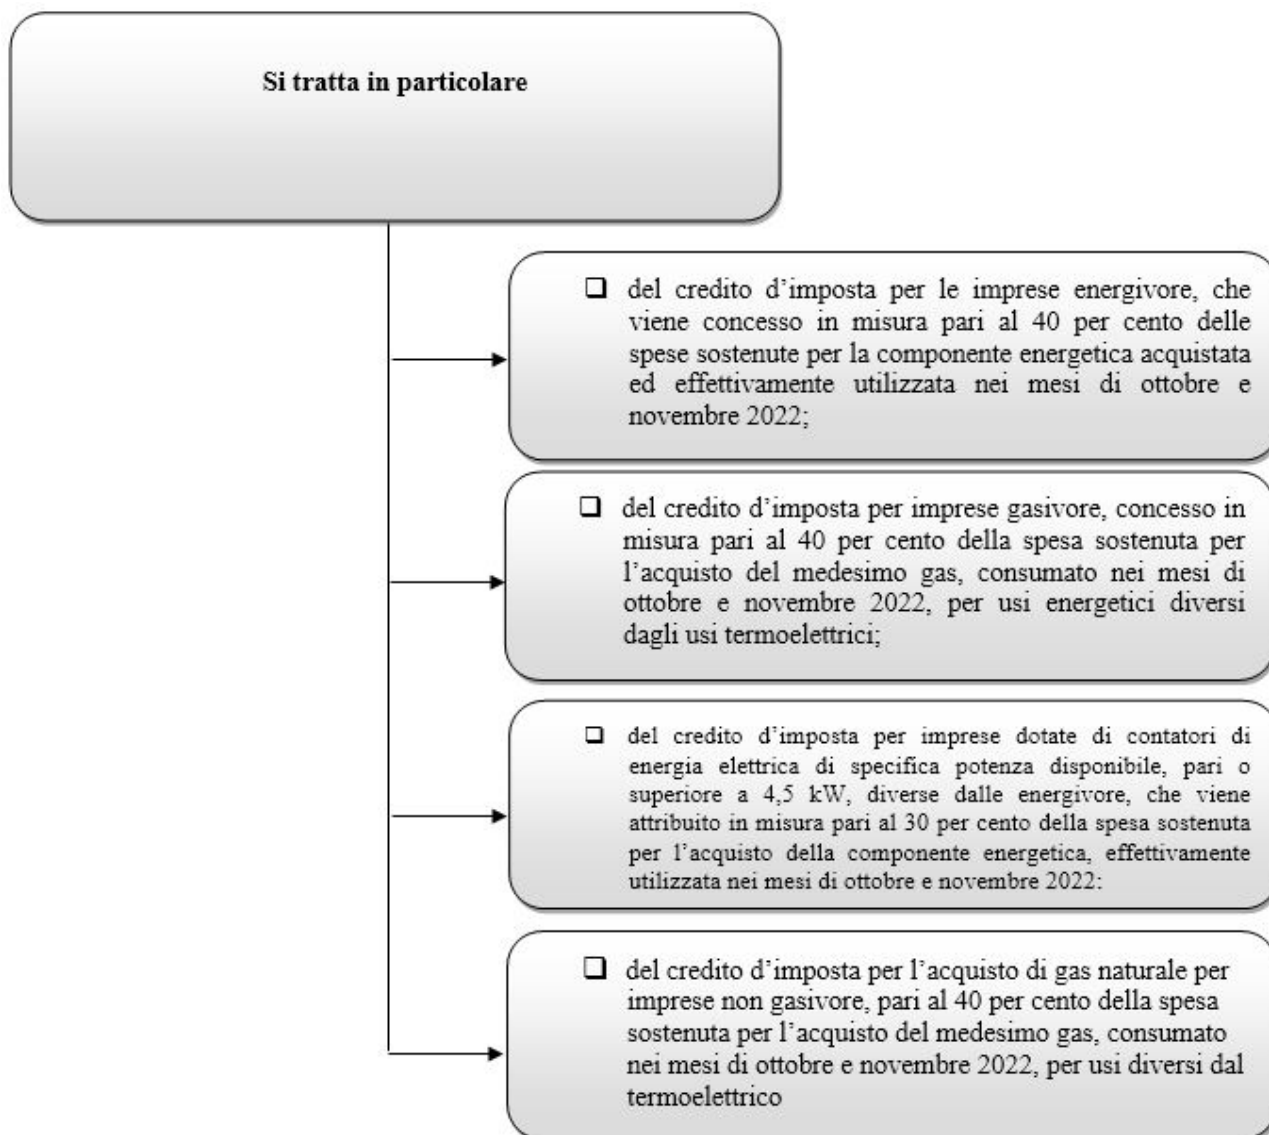 Si tratta in particolare
❑ del credito d’imposta per le imprese energivore, che
viene concesso in misura pari al 40 per cento delle
spese sostenute per la componente energetica acquistata
ed effettivamente utilizzata nei mesi di ottobre e
novembre 2022;
❑ del credito d’imposta per imprese gasivore, concesso in
misura pari al 40 per cento della spesa sostenuta per
l’acquisto del medesimo gas, consumato nei mesi di
ottobre e novembre 2022, per usi energetici diversi
dagli usi termoelettrici;
❑ del credito d’imposta per imprese dotate di contatori di
energia elettrica di specifica potenza disponibile, pari o
superiore a 4,5 kW, diverse dalle energivore, che viene
attribuito in misura pari al 30 per cento della spesa sostenuta
per l’acquisto della componente energetica, effettivamente
utilizzata nei mesi di ottobre e novembre 2022:
❑ del credito d’imposta per l’acquisto di gas naturale per
imprese non gasivore, pari al 40 per cento della spesa
sostenuta per l’acquisto del medesimo gas, consumato
nei mesi di ottobre e novembre 2022, per usi diversi dal
termoelettrico